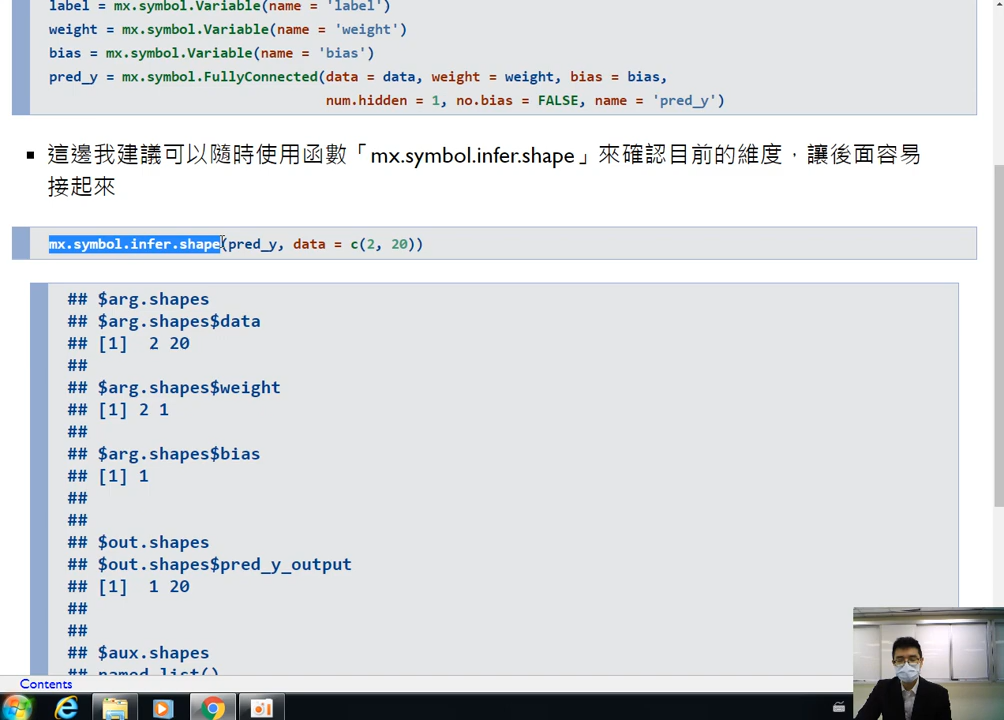 label = mx.symbol.Variable(name = 'label')
weight = mx.symbol.Variable(name = 'weight')
bias = mx.symbol.Variable(name = 'bias')
pred_y = mx.symbol.FullyConnected(data = data, weight = weight, bias = bias,
num.hidden = 1, no.bias = FALSE, name = 'pred_y')
▪ 這邊我建議可以隨時使用函數「mx.symbol.infer.shape」來確認目前的維度，讓後面容易
接起來
mx.symbol.infer.shape(pred_y, data = c(2, 20))
## $arg.shapes
## $arg.shapes$data
## [1]  2 20
##
## $arg.shapes$weight
## [1] 2 1
##
## $arg.shapes$bias
## [1] 1
##
##
## $out.shapes
## $out.shapes$pred_y_output
## [1]  1 20
##
##
## $aux.shapes
## named list()
Contents